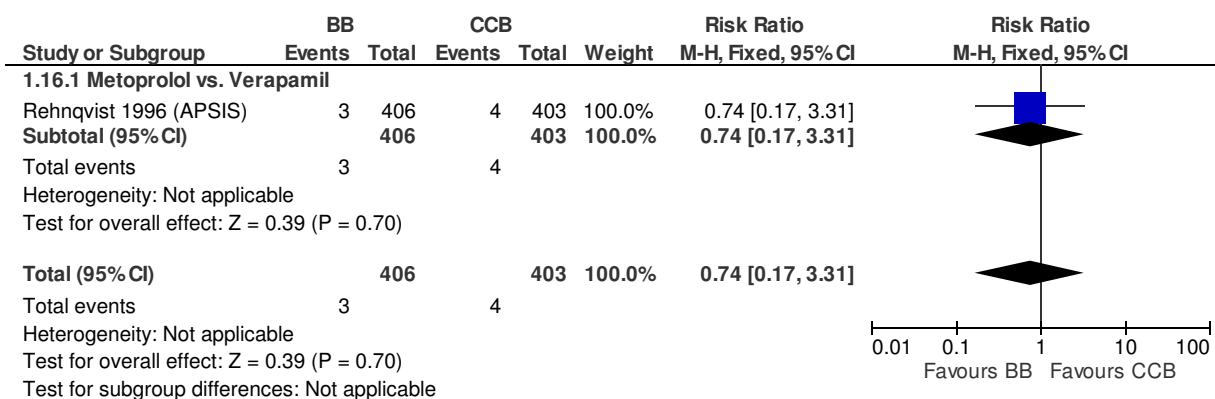 BB CCB Risk Ratio Risk Ratio
Study or Subgroup Events Total Events Total Weight M-H, Fixed, 95% CI M-H, Fixed, 95% CI
1.16.1 Metoprolol vs. Verapamil
Rehnqvist 1996 (APSIS) 3 406 4 403 100.0% 0.74 [0.17, 3.31]
Subtotal (95% CI) 406 403 100.0% 0.74 [0.17, 3.31]
Total events 3 4
Heterogeneity: Not applicable
Test for overall effect: Z = 0.39 (P = 0.70)
Total (95% CI) 406 403 100.0% 0.74 [0.17, 3.31]
Total events 3 4
Heterogeneity: Not applicable
Test for overall effect: Z = 0.39 (P = 0.70)
Test for subgroup differences: Not applicable
0.01 0.1 1 10 100
Favours BB Favours CCB